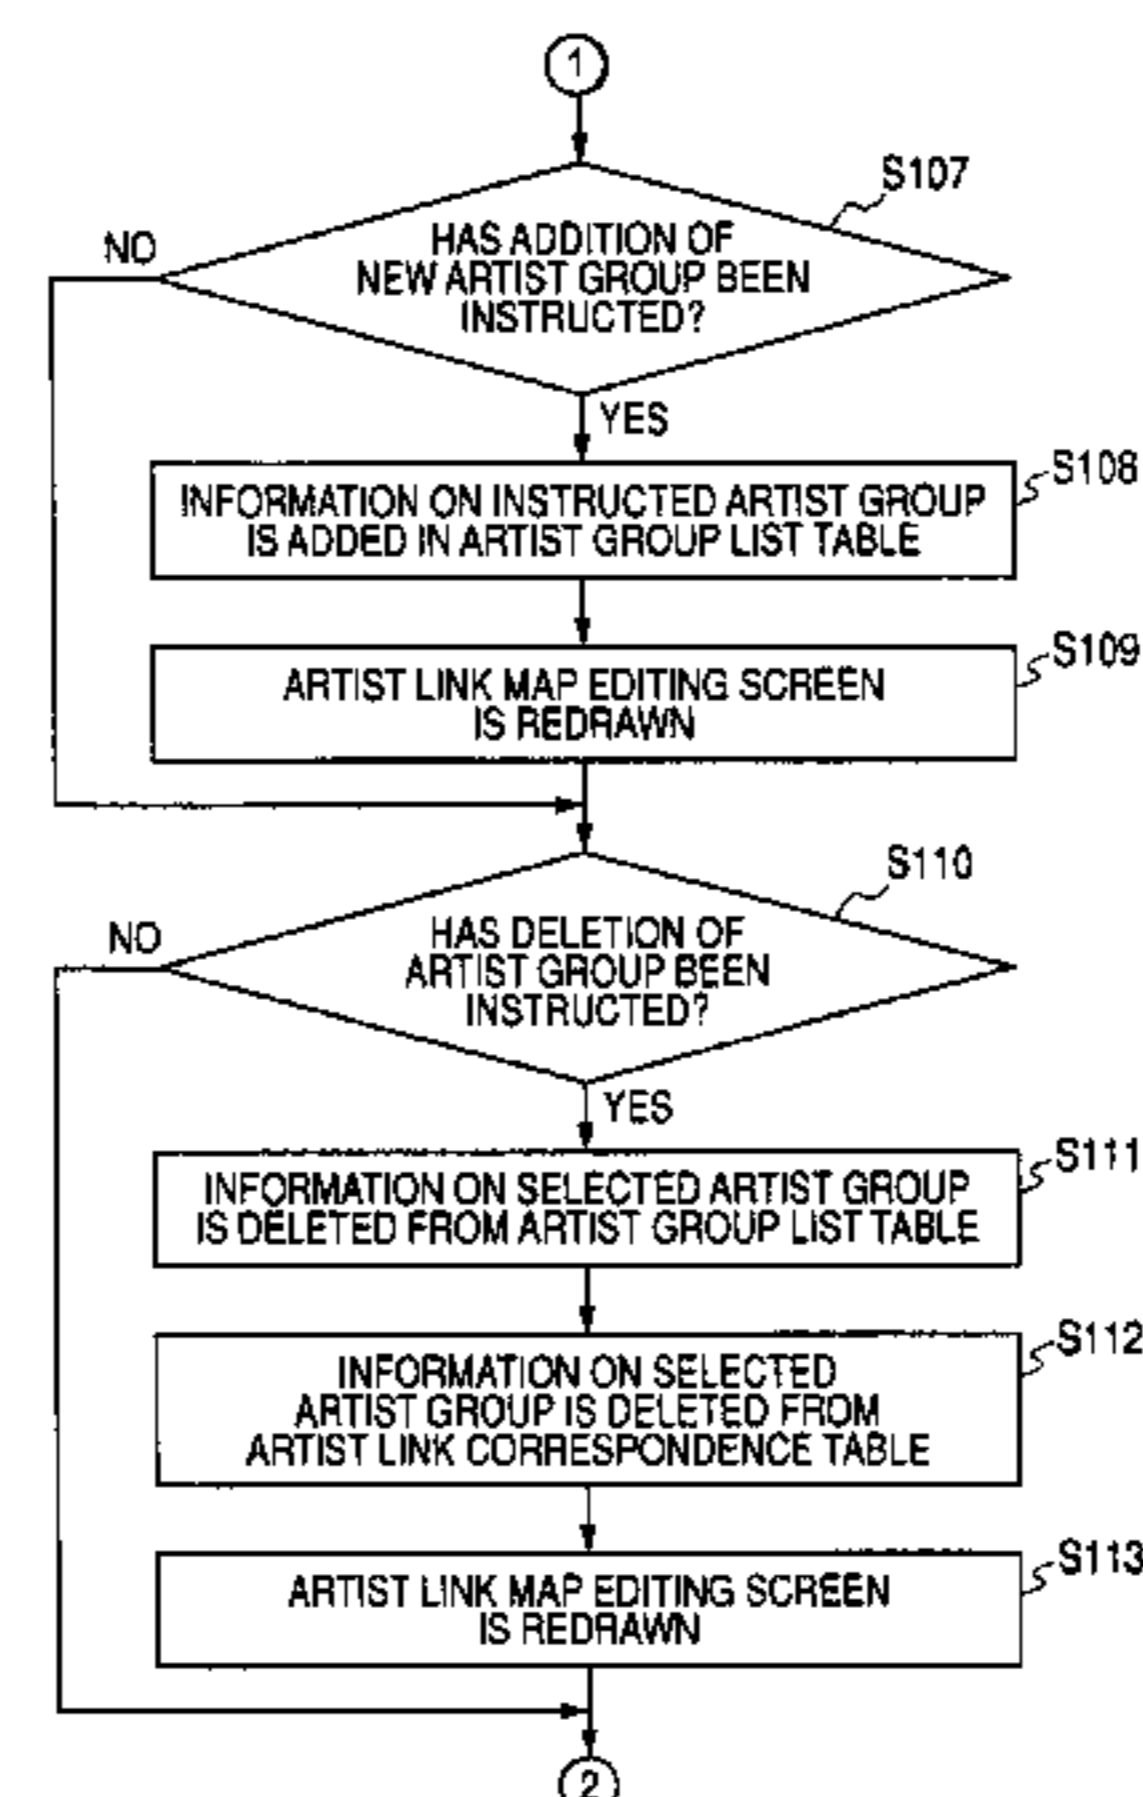 1
S107
NO
HAS ADDITION OF
NEW ARTIST GROUP BEEN
INSTRUCTED?
YES
S108
INFORMATION ON INSTRUCTED ARTIST GROUP
IS ADDED IN ARTIST GROUP LIST TABLE
S109
ARTIST LINK MAP EDITING SCREEN
IS REDRAWN
S110
NO
HAS DELETION OF
ARTIST GROUP BEEN
INSTRUCTED?
YES
S111
INFORMATION ON SELECTED ARTIST GROUP
IS DELETED FROM ARTIST GROUP LIST TABLE
S112
INFORMATION ON SELECTED
ARTIST GROUP IS DELETED FROM
ARTIST LINK CORRESPONDENCE TABLE
S113
ARTIST LINK MAP EDITING SCREEN
IS REDRAWN
2